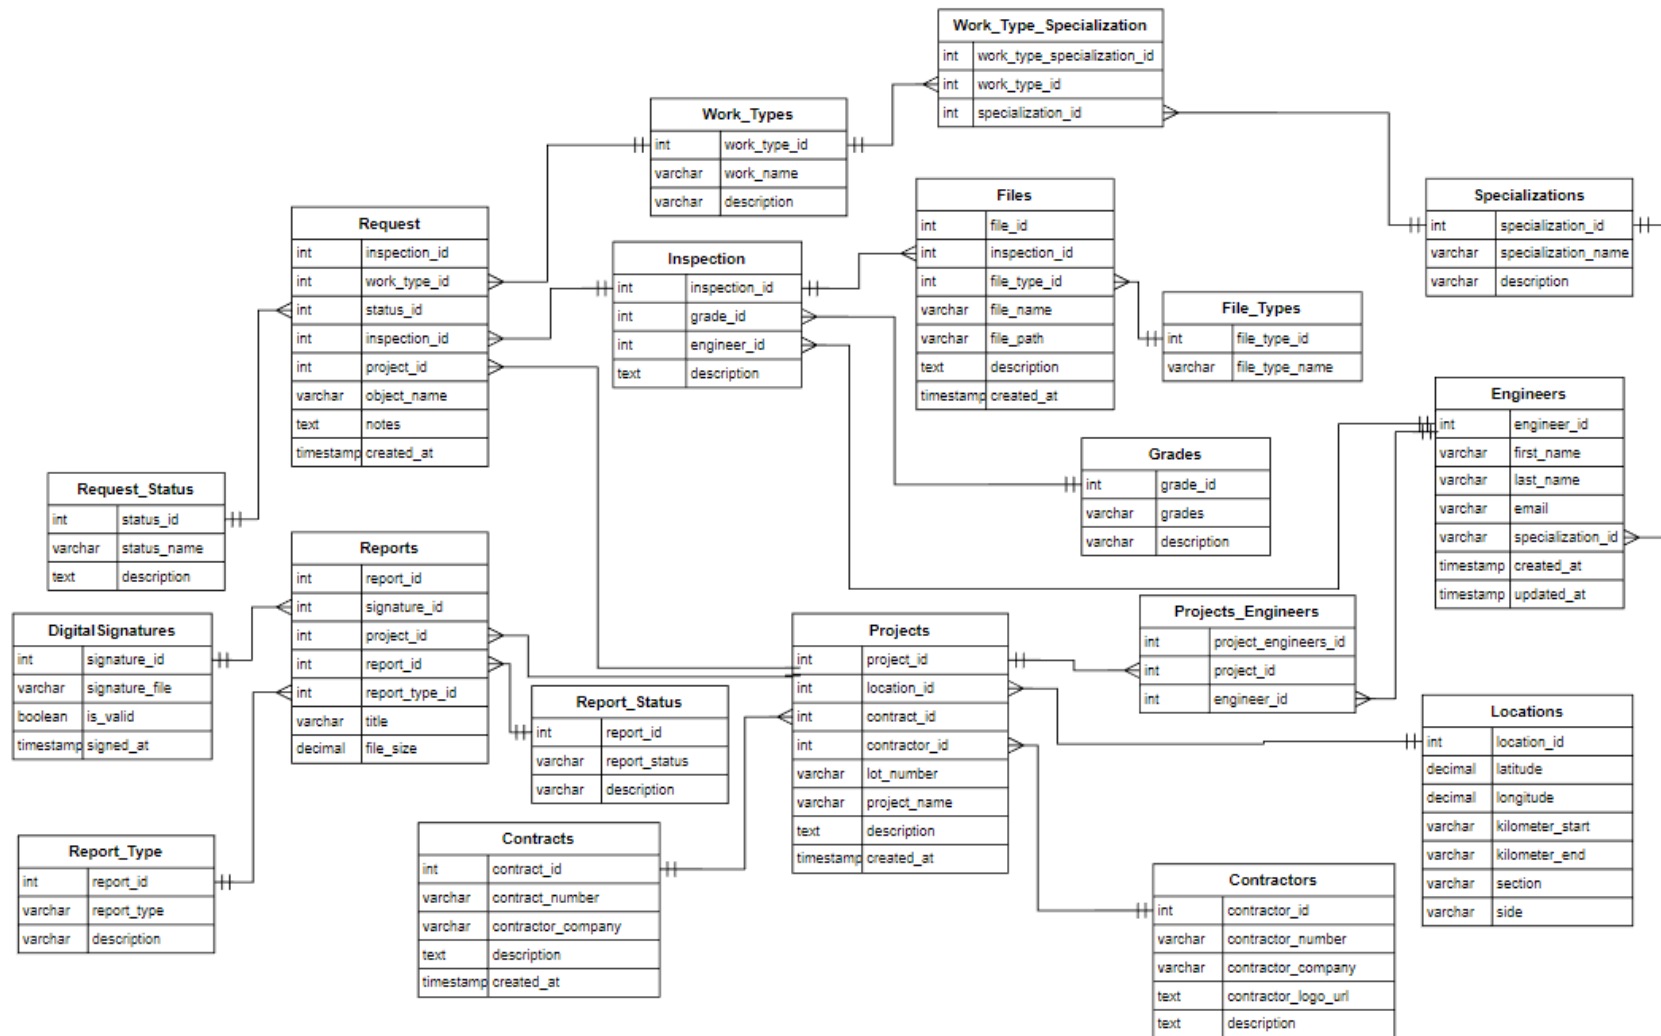 Work_Type_Specialization
int work_type_specialization_id
int work_type_id
int specialization_id
Work_Types
int work_type_id
varchar work_name
varchar description
Files
int file_id
int inspection_id
int file_type_id
varchar file_name
varchar file_path
text description
timestamp created_at
Specializations
int specialization_id
varchar specialization_name
varchar description
Request
int inspection_id
int work_type_id
int status_id
int inspection_id
int project_id
varchar object_name
text notes
timestamp created_at
Inspection
int inspection_id
int grade_id
int engineer_id
text description
File_Types
int file_type_id
varchar file_type_name
Engineers
int engineer_id
varchar first_name
varchar last_name
varchar email
varchar specialization_id
timestamp created_at
timestamp updated_at
Grades
int grade_id
varchar grades
varchar description
Request_Status
int status_id
varchar status_name
text description
Reports
int report_id
int signature_id
int project_id
int report_id
int report_type_id
varchar title
decimal file_size
DigitalSignatures
int signature_id
varchar signature_file
boolean is_valid
timestamp signed_at
Projects
int project_id
int location_id
int contract_id
int contractor_id
varchar lot_number
varchar project_name
text description
timestamp created_at
Projects_Engineers
int project_engineers_id
int project_id
int engineer_id
Report_Status
int report_id
varchar report_status
varchar description
Locations
int location_id
decimal latitude
decimal longitude
varchar kilometer_start
varchar kilometer_end
varchar section
varchar side
Report_Type
int report_id
varchar report_type
varchar description
Contracts
int contract_id
varchar contract_number
varchar contractor_company
text description
timestamp created_at
Contractors
int contractor_id
varchar contractor_number
varchar contractor_company
text contractor_logo_url
text description